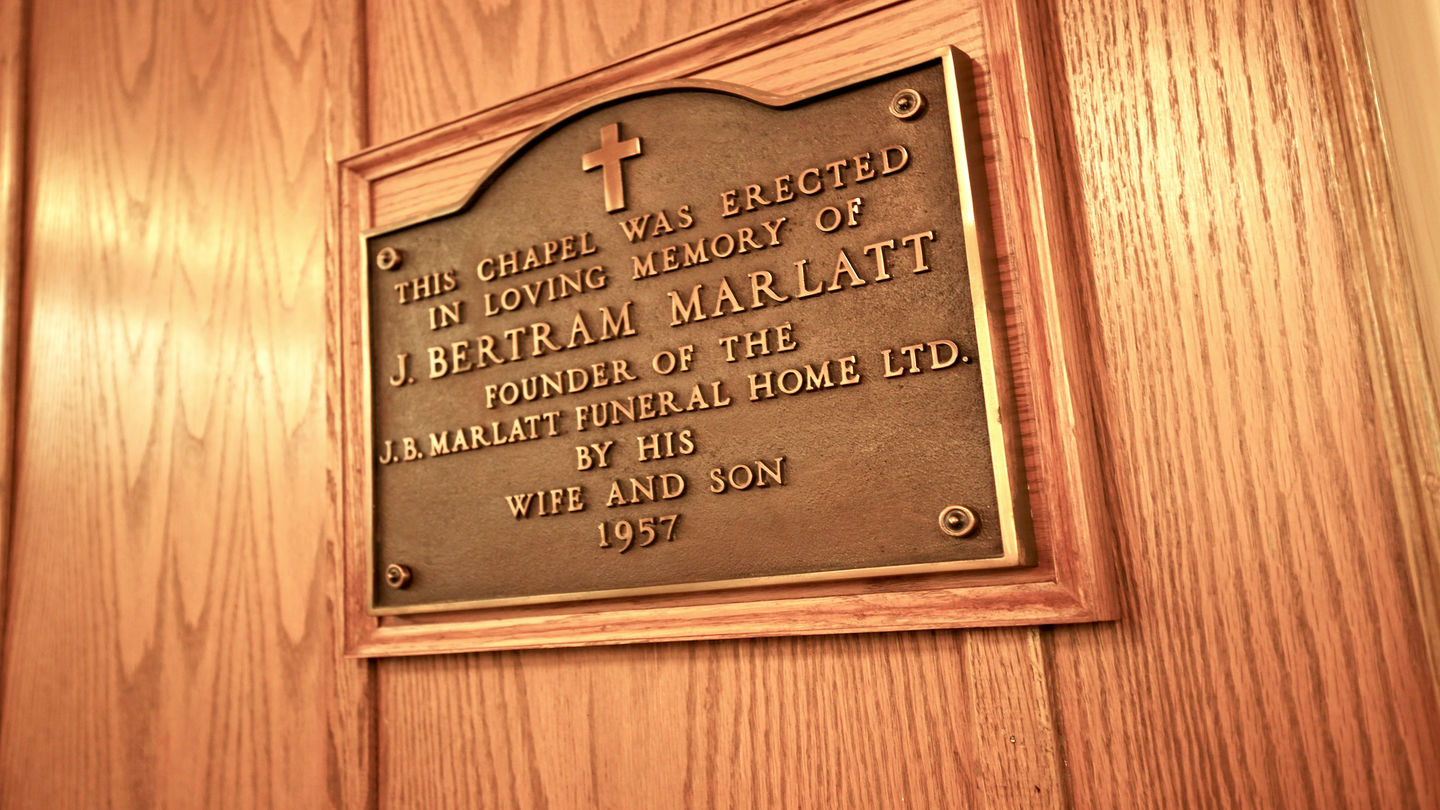 THIS CHAPEL WAS ERECTED
IN LOVING MEMORY OF
J. BERTRAM MARLATT
FOUNDER OF THE
J. B. MARLATT FUNERAL HOME LTD.
BY HIS
WIFE AND SON
1957